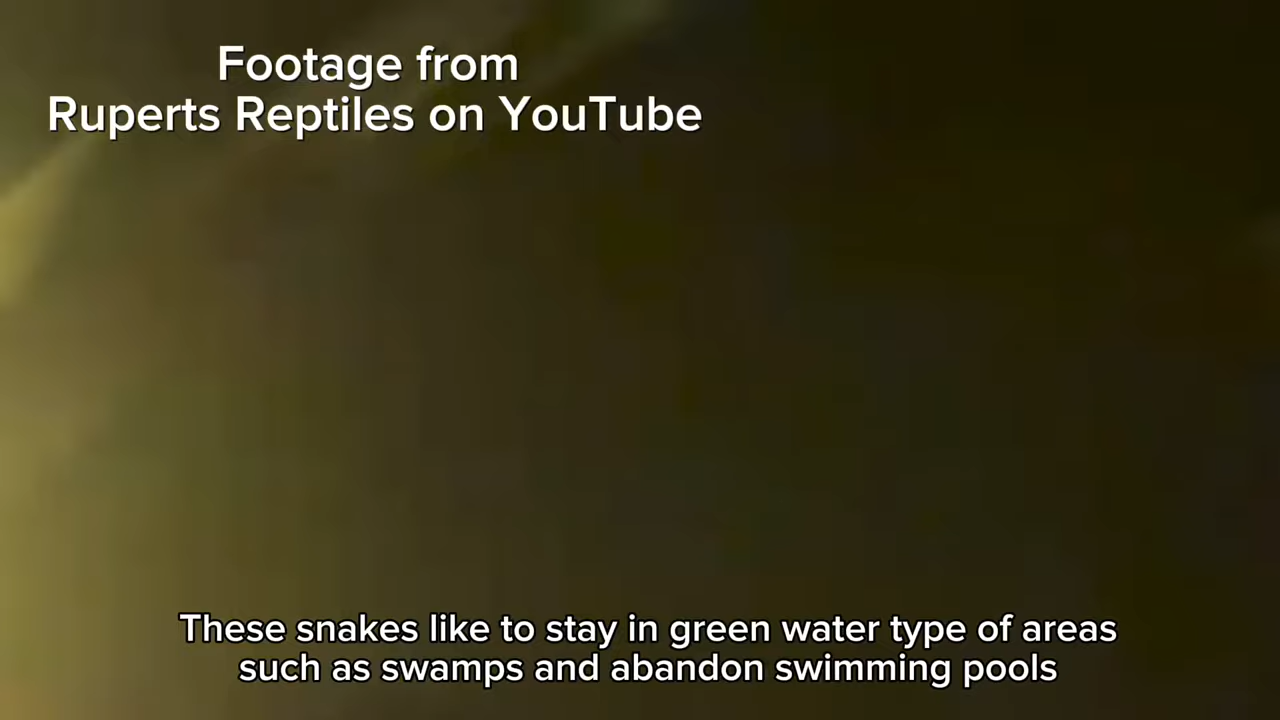 Footage from
Ruperts Reptiles on YouTube
These snakes like to stay in green water type of areas
such as swamps and abandon swimming pools